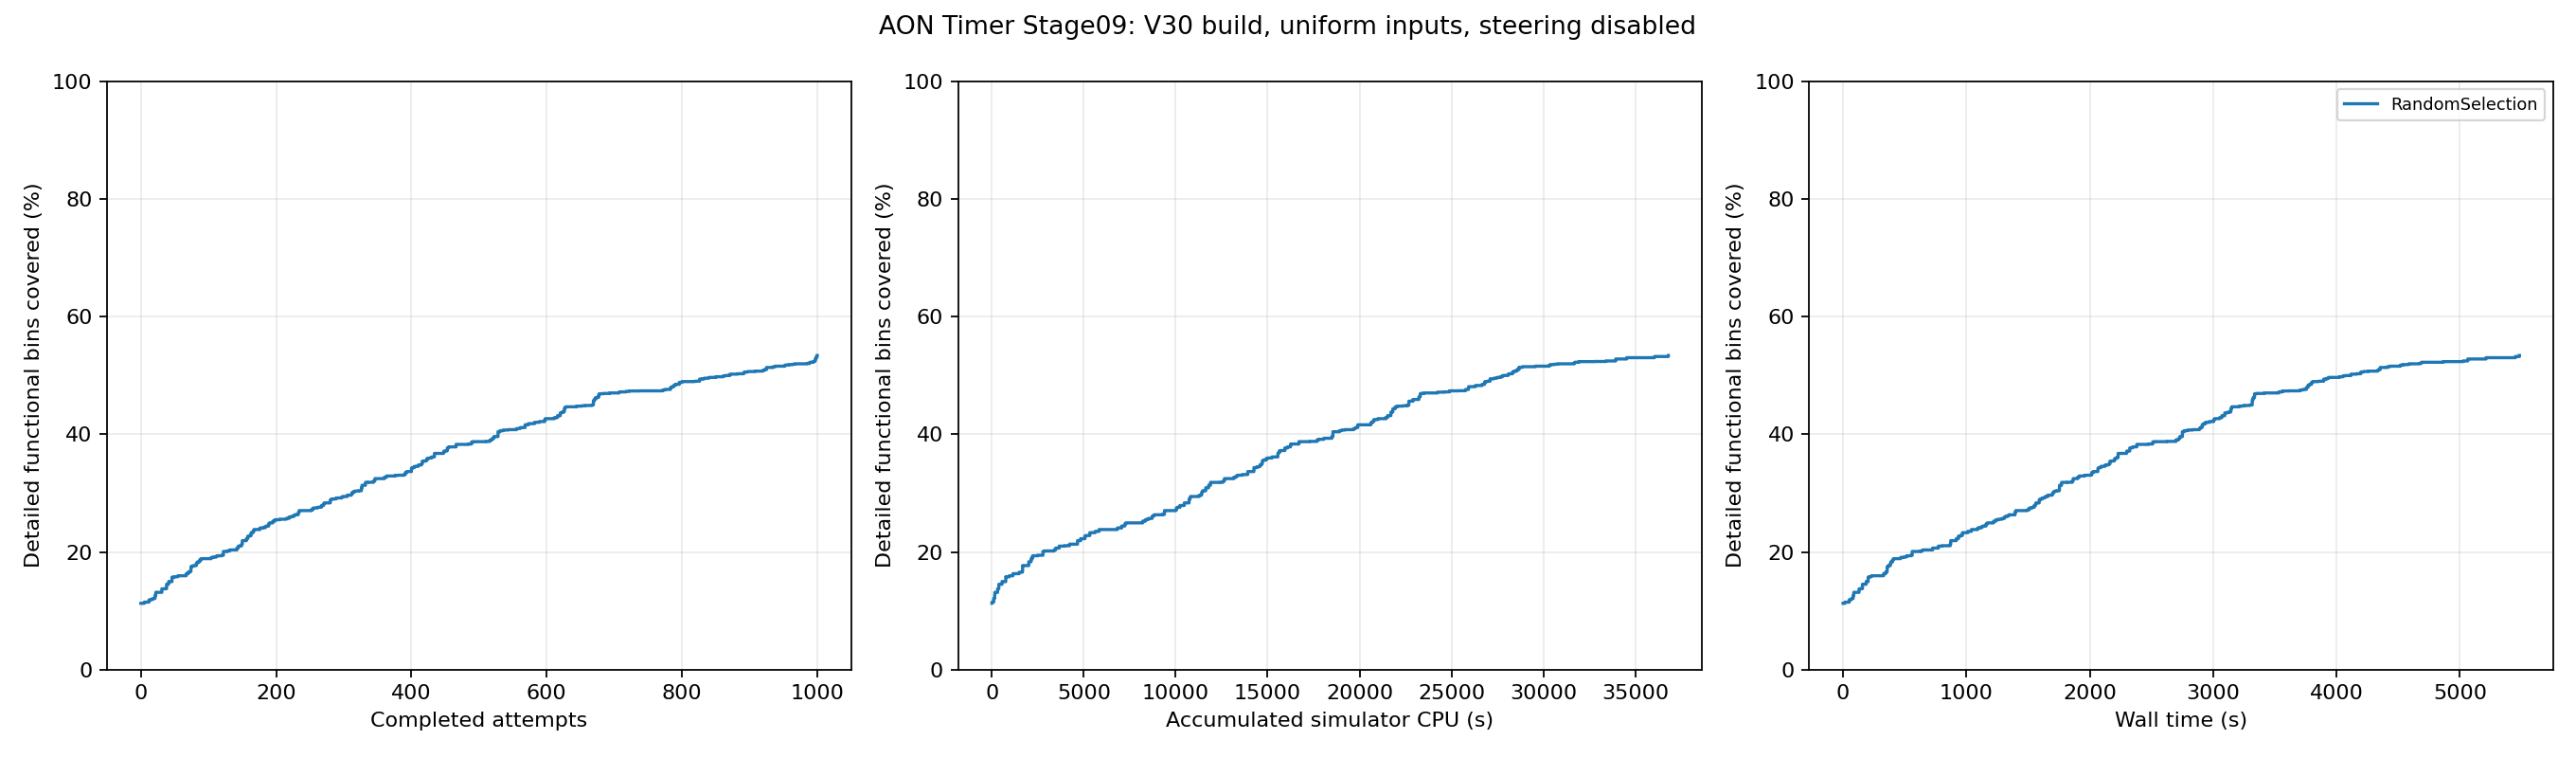 AON Timer Stage09: V30 build, uniform inputs, steering disabled
Detailed functional bins covered (%)
100
80
60
40
20
0
0 200 400 600 800 1000
Completed attempts
Detailed functional bins covered (%)
100
80
60
40
20
0
0 5000 10000 15000 20000 25000 30000 35000
Accumulated simulator CPU (s)
Detailed functional bins covered (%)
100
80
60
40
20
0
0 1000 2000 3000 4000 5000
Wall time (s)
RandomSelection